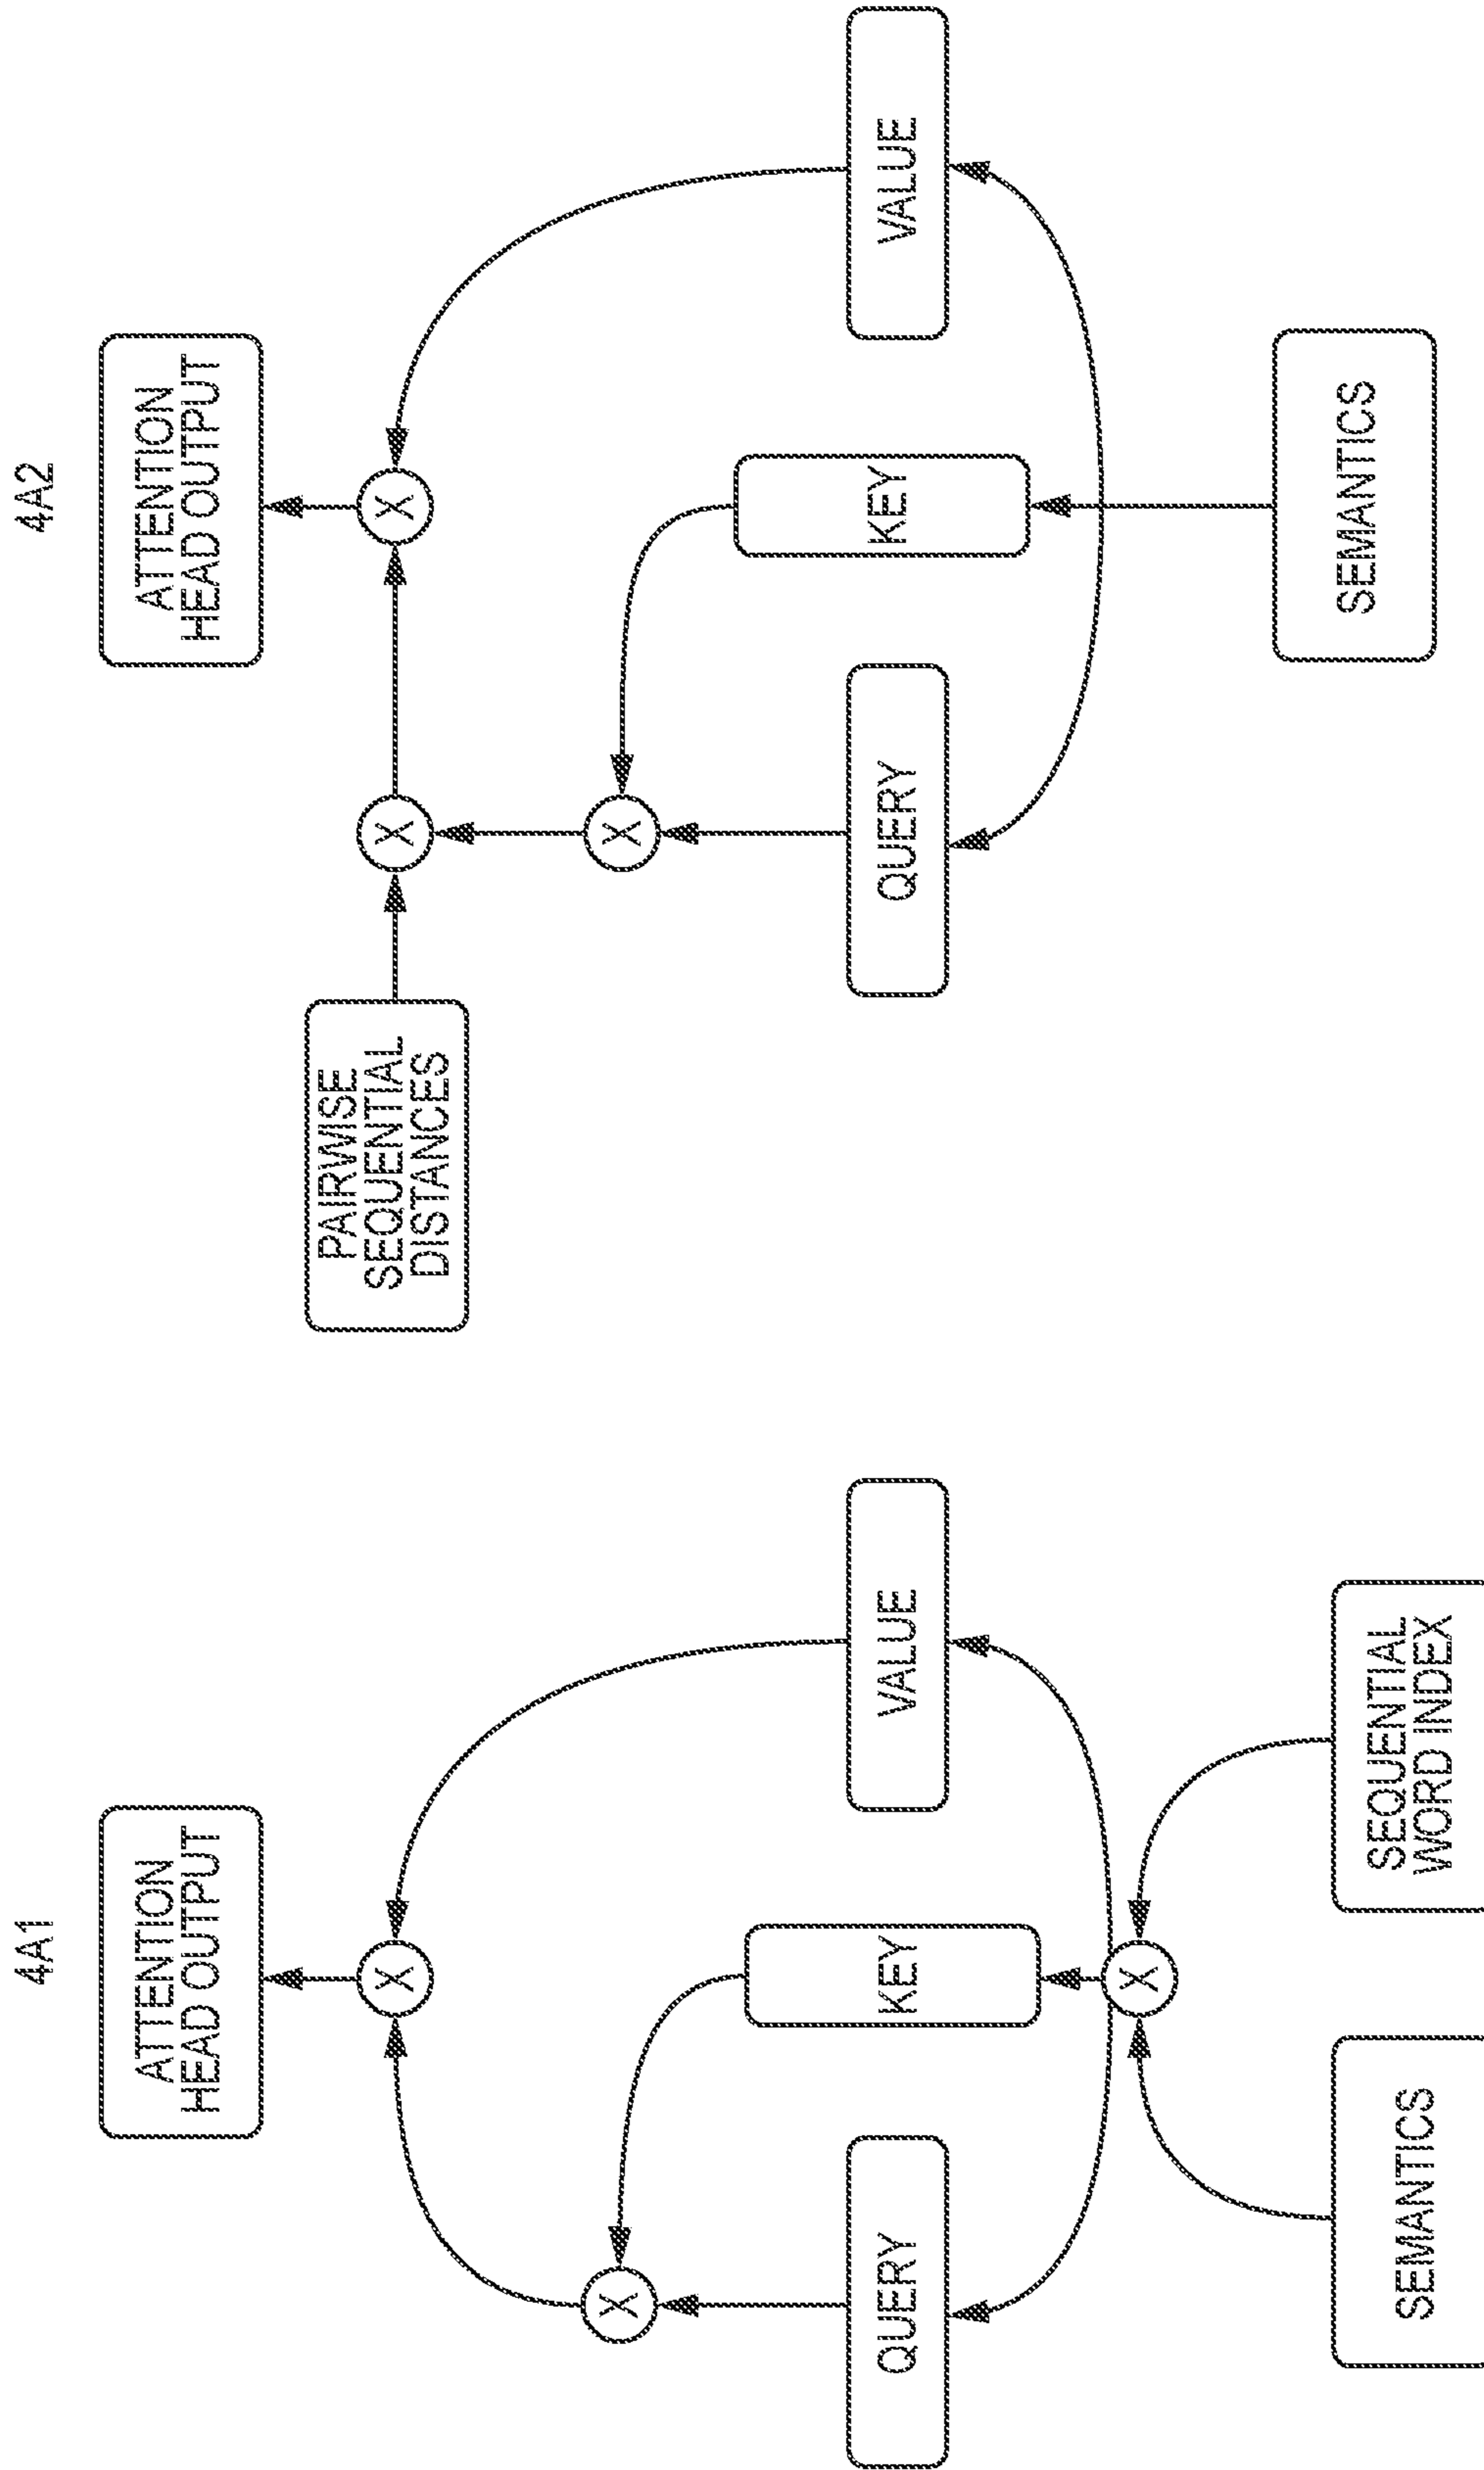 4A1
ATTENTION
HEAD OUTPUT
X
X
QUERY
KEY
VALUE
X
SEMANTICS
SEQUENTIAL
WORD INDEX
4A2
ATTENTION
HEAD OUTPUT
PAIRWISE
SEQUENTIAL
DISTANCES
X
X
X
QUERY
KEY
VALUE
SEMANTICS